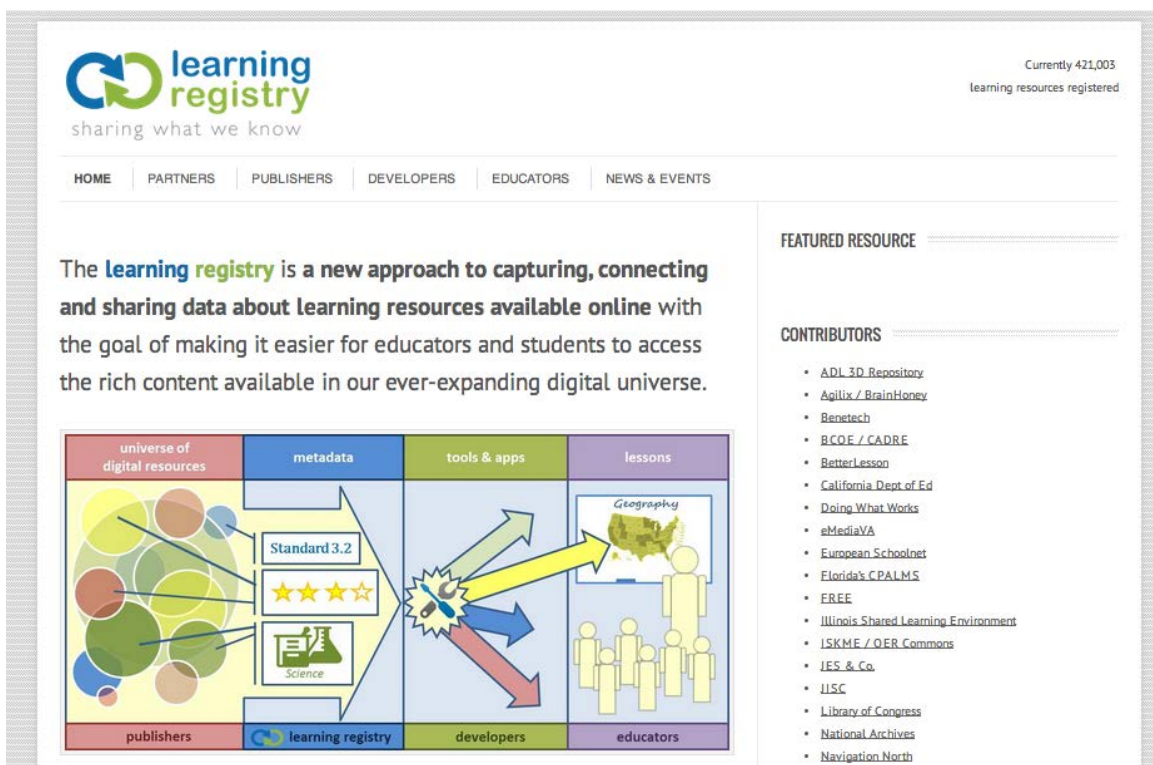 learning
registry
sharing what we know
Currently 421,003
learning resources registered
HOME PARTNERS PUBLISHERS DEVELOPERS EDUCATORS NEWS & EVENTS
The learning registry is a new approach to capturing, connecting
and sharing data about learning resources available online with
the goal of making it easier for educators and students to access
the rich content available in our ever-expanding digital universe.
universe of
digital resources
metadata
tools & apps
lessons
Standard 3.2
Science
Geography
publishers
learning registry
developers
educators
FEATURED RESOURCE
CONTRIBUTORS
ADL 3D Repository
Agilix / BrainHoney
Benetech
BCOE / CADRE
BetterLesson
California Dept of Ed
Doing What Works
eMediaVA
European Schoolnet
Florida's CPALMS
FREE
Illinois Shared Learning Environment
ISKME / OER Commons
JES & Co.
JISC
Library of Congress
National Archives
Navigation North